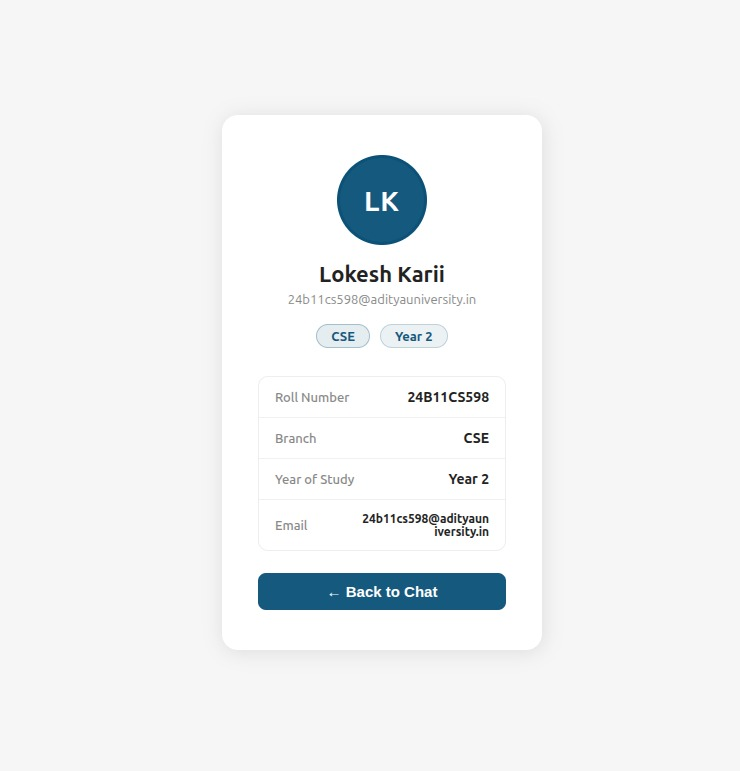 LK
Lokesh Karii
24b11cs598@adityauniversity.in
CSE Year 2
Roll Number 24B11CS598
Branch CSE
Year of Study Year 2
Email 24b11cs598@adityaun
iversity.in
← Back to Chat